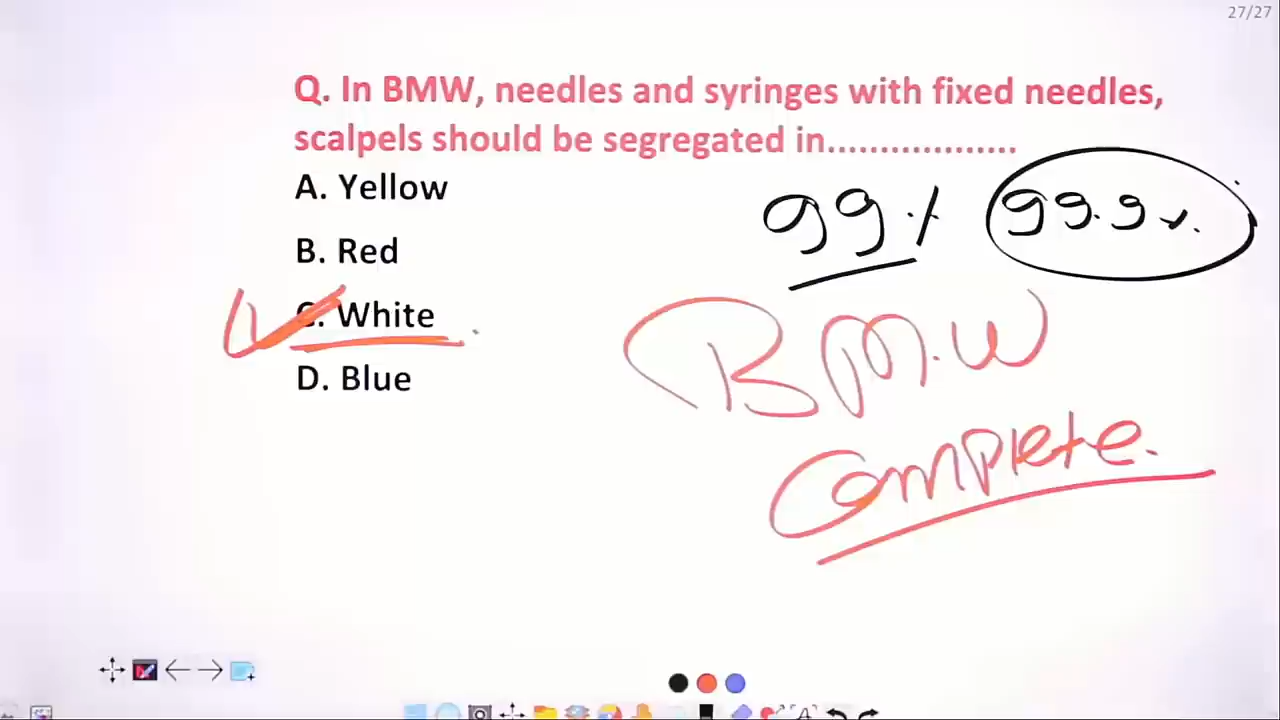 27/27
Q. In BMW, needles and syringes with fixed needles,
scalpels should be segregated in..................
A. Yellow
99% 99.9%.
B. Red
C. White
BM.W
D. Blue
Complete.